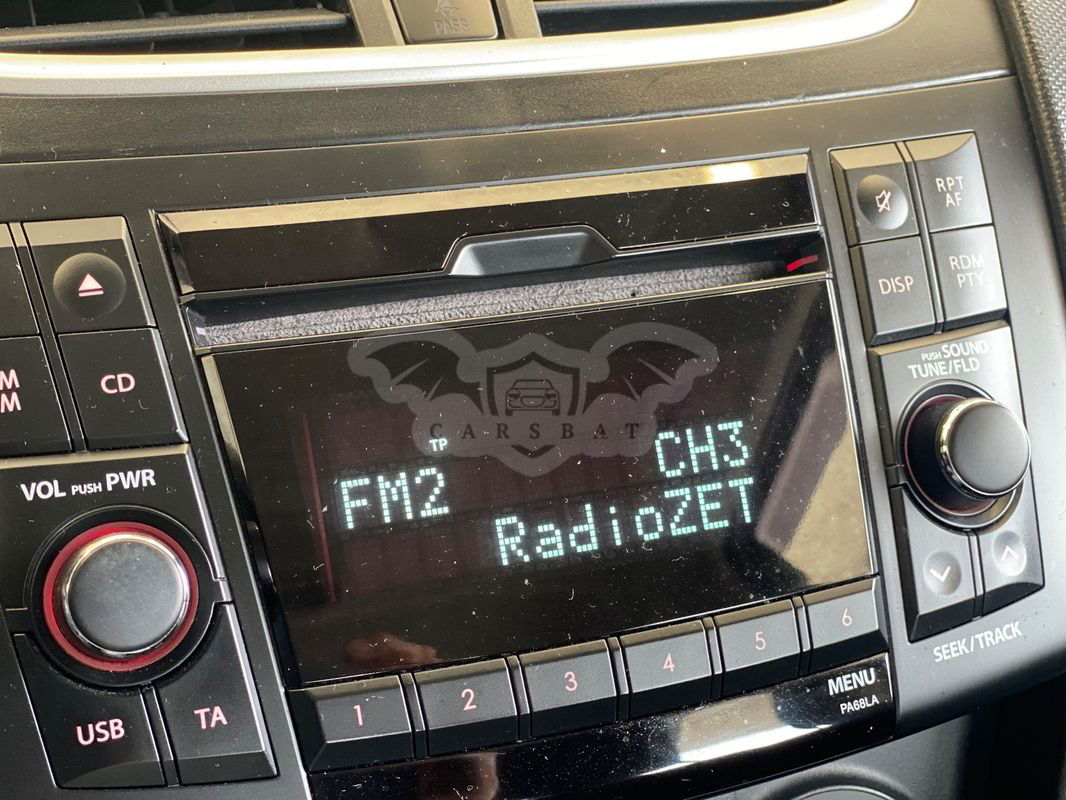 PASS
RPT
AF
DISP
RDM
PTY
CD
PUSH SOUND
TUNE/FLD
CARSBAT
TP
CH3
FM2
RadioZET
VOL PUSH PWR
USB
TA
1
2
3
4
5
6
SEEK/TRACK
MENU
PA68LA